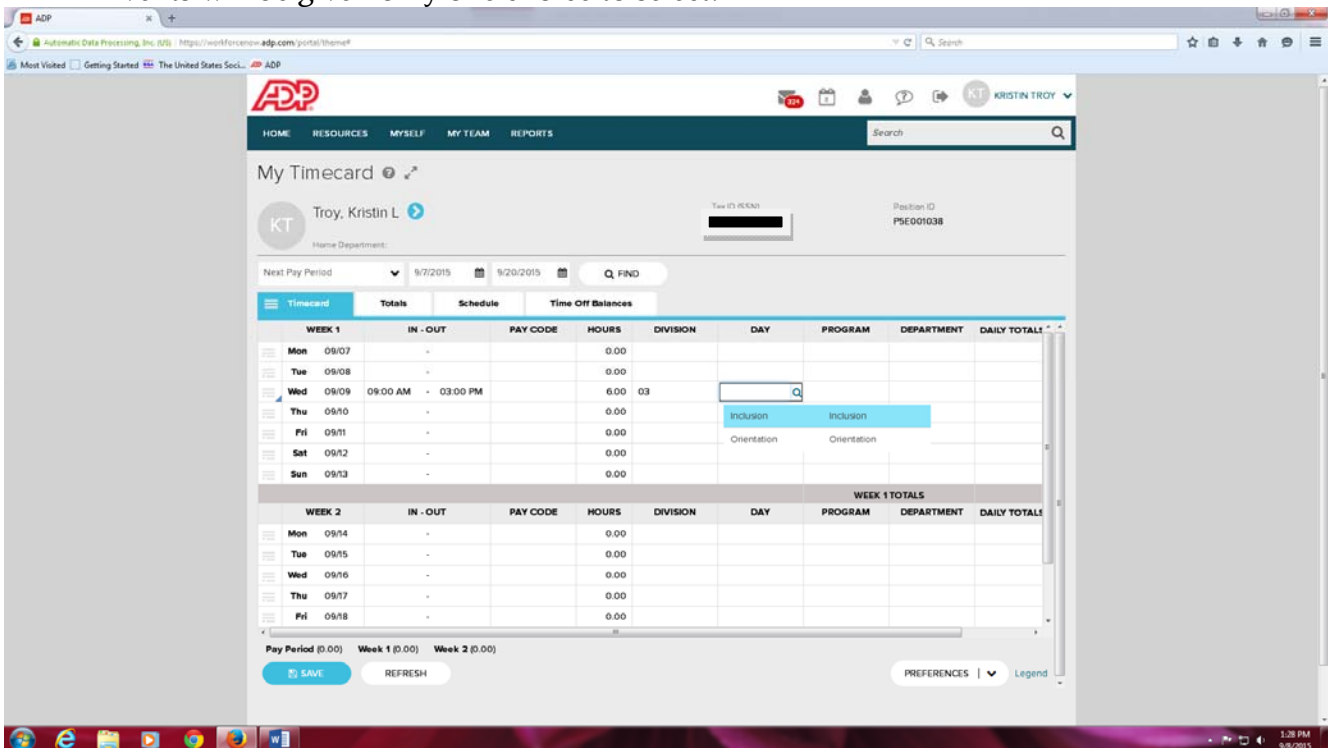 ADP × +
Automatic Data Processing, Inc. (US) https://workforcenow.adp.com/portal/theme# Search
Most Visited Getting Started The United States Soci... ADP
ADP 224 KRISTIN TROY
HOME RESOURCES MYSELF MY TEAM REPORTS Search
My Timecard
KT Troy, Kristin L
Tax ID (SSN) Position ID
P5E001038
Home Department:
Next Pay Period 9/7/2015 9/20/2015 FIND
Timecard Totals Schedule Time Off Balances
WEEK 1 IN - OUT PAY CODE HOURS DIVISION DAY PROGRAM DEPARTMENT DAILY TOTALS
Mon 09/07 - 0.00
Tue 09/08 - 0.00
Wed 09/09 09:00 AM - 03:00 PM 6.00 03
Thu 09/10 - 0.00
Inclusion Inclusion
Fri 09/11 - 0.00
Orientation Orientation
Sat 09/12 - 0.00
Sun 09/13 - 0.00
WEEK 1 TOTALS
WEEK 2 IN - OUT PAY CODE HOURS DIVISION DAY PROGRAM DEPARTMENT DAILY TOTALS
Mon 09/14 - 0.00
Tue 09/15 - 0.00
Wed 09/16 - 0.00
Thu 09/17 - 0.00
Fri 09/18 - 0.00
Pay Period (0.00) Week 1 (0.00) Week 2 (0.00)
SAVE REFRESH PREFERENCES | Legend
1:28 PM
9/8/2015